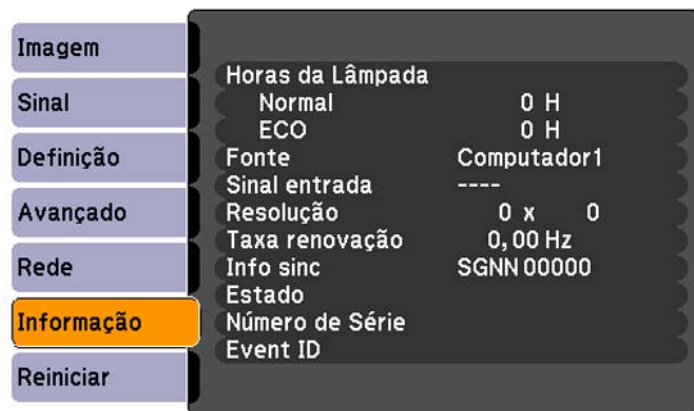 Imagem
Sinal
Definição
Avançado
Rede
Informação
Reiniciar
Horas da Lâmpada
Normal 0 H
ECO 0 H
Fonte Computador1
Sinal entrada ----
Resolução 0 x 0
Taxa renovação 0,00 Hz
Info sinc SGNN 00000
Estado
Número de Série
Event ID